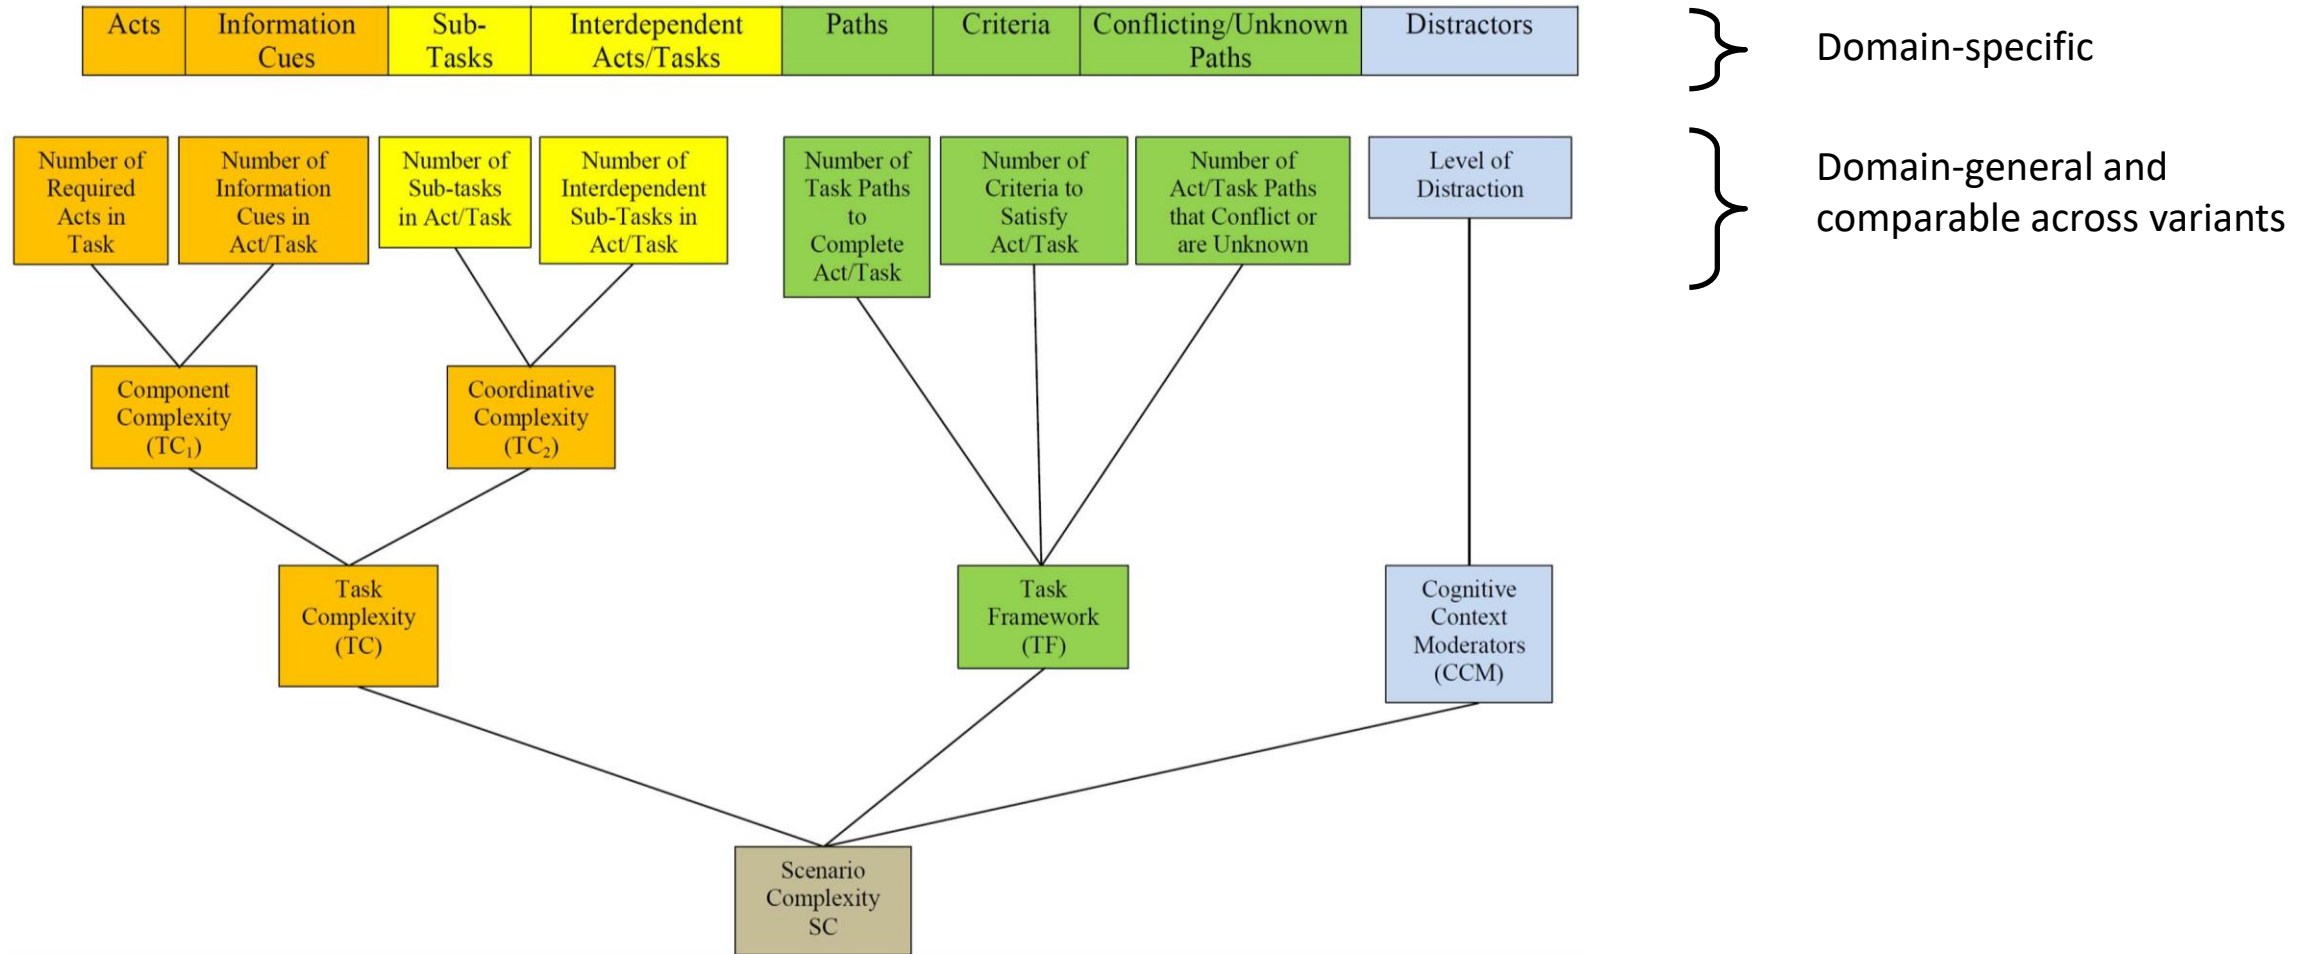 Acts
Information
Cues
Sub-
Tasks
Interdependent
Acts/Tasks
Paths
Criteria
Conflicting/Unknown
Paths
Distractors
Domain-specific
Number of
Required
Acts in
Task
Number of
Information
Cues in
Act/Task
Number of
Sub-tasks
in Act/Task
Number of
Interdependent
Sub-Tasks in
Act/Task
Number of
Task Paths
to
Complete
Act/Task
Number of
Criteria to
Satisfy
Act/Task
Number of
Act/Task Paths
that Conflict or
are Unknown
Level of
Distraction
Domain-general and
comparable across variants
Component
Complexity
(TC₁)
Coordinative
Complexity
(TC₂)
Task
Complexity
(TC)
Task
Framework
(TF)
Cognitive
Context
Moderators
(CCM)
Scenario
Complexity
SC